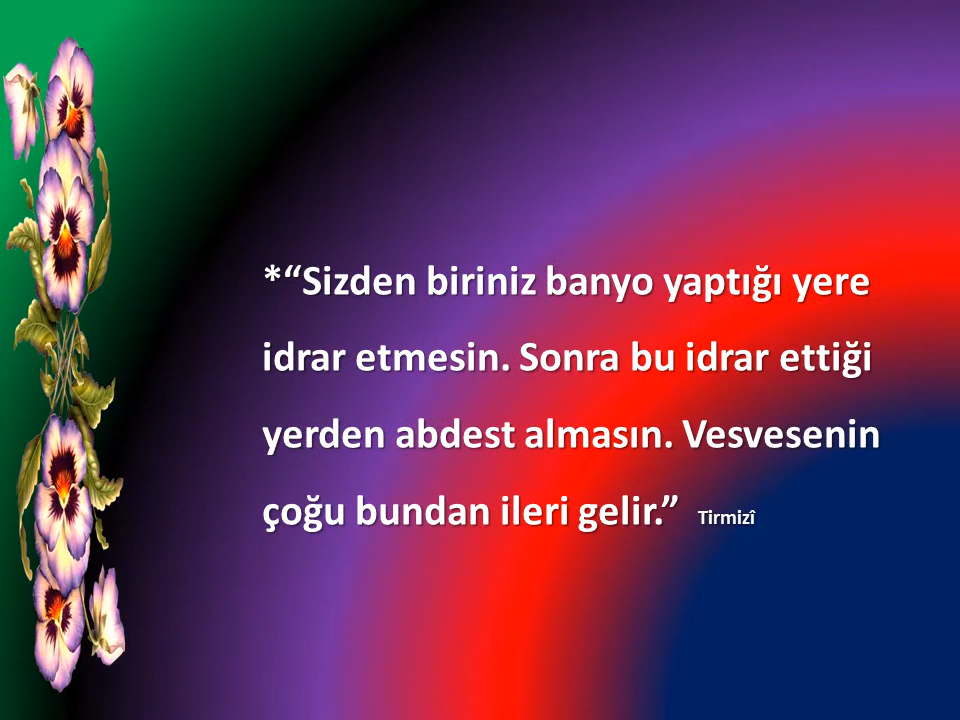 *“Sizden biriniz banyo yaptığı yere
idrar etmesin. Sonra bu idrar ettiği
yerden abdest almasın. Vesvesenin
çoğu bundan ileri gelir.” Tirmizî